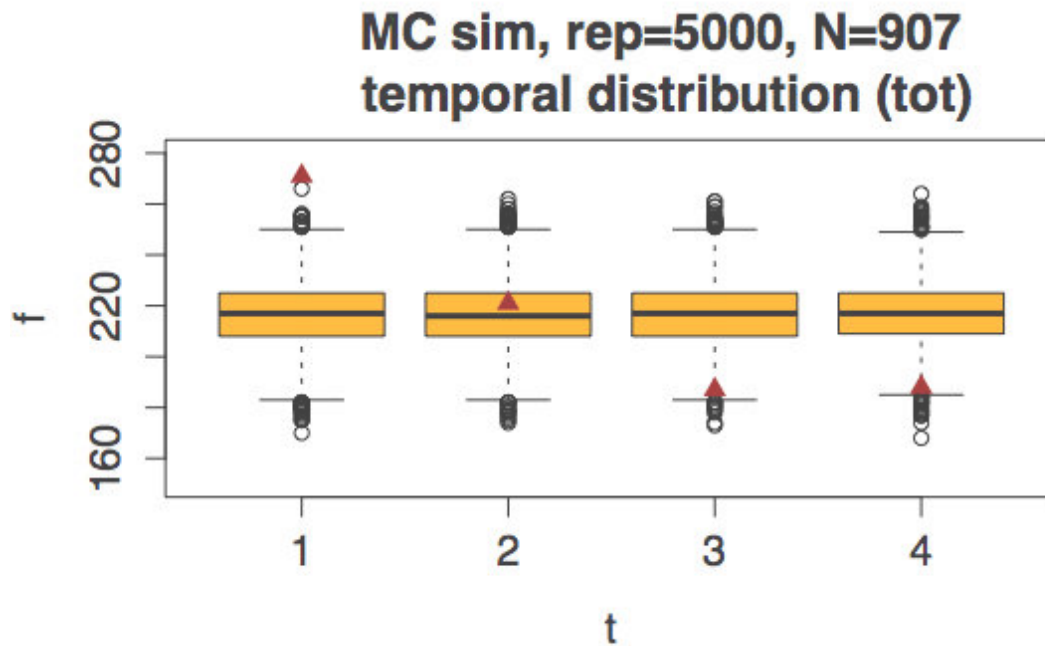 MC sim, rep=5000, N=907
temporal distribution (tot)
280
220
160
f
1 2 3 4
t